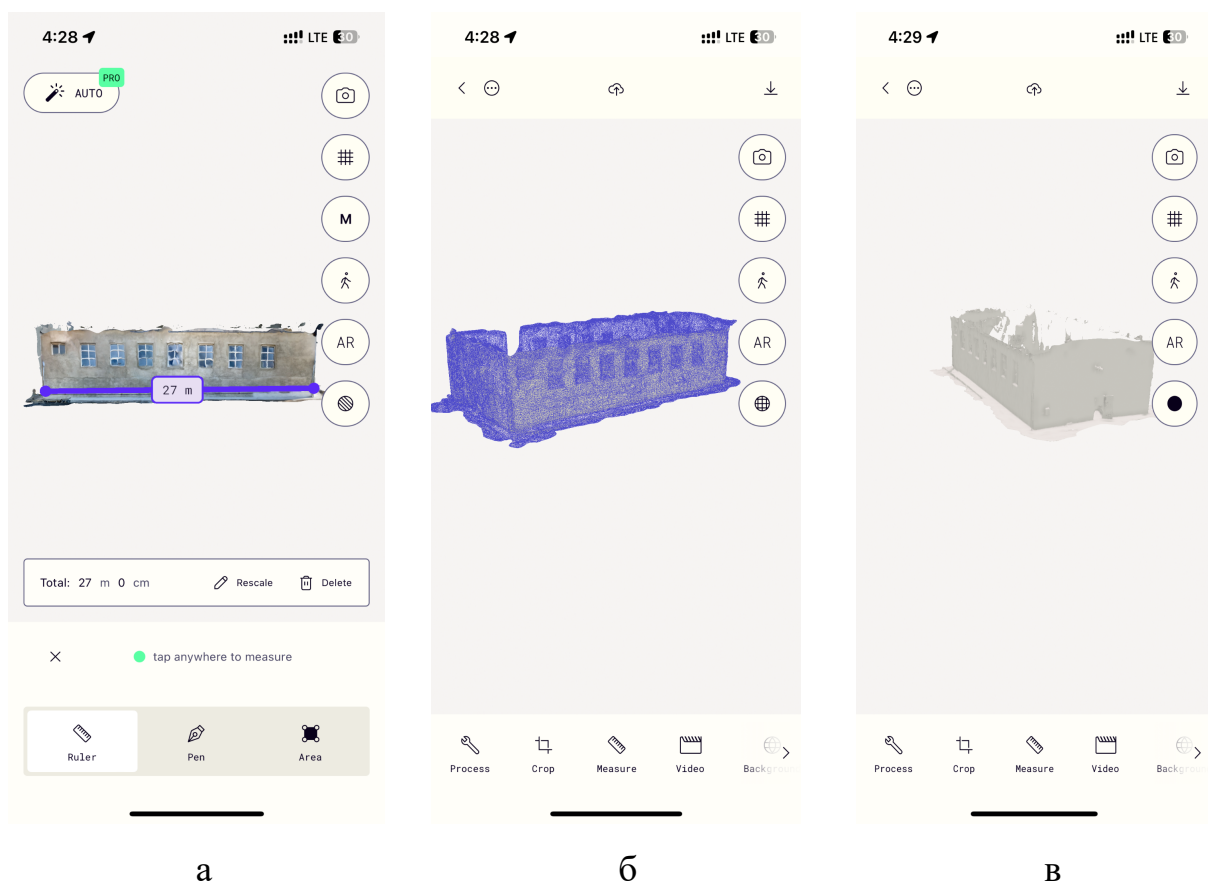 4:28 LTE 30
PRO
AUTO
M
AR
27 m
Total: 27 m 0 cm Rescale Delete
tap anywhere to measure
Ruler Pen Area
а
4:28 LTE 30
AR
Process Crop Measure Video Backgroun
б
4:29 LTE 30
AR
Process Crop Measure Video Backgroun
в